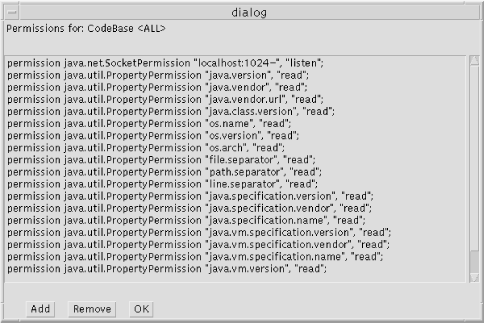 dialog
Permissions for: CodeBase <ALL>
permission java.net.SocketPermission "localhost:1024-", "listen";
permission java.util.PropertyPermission "java.version", "read";
permission java.util.PropertyPermission "java.vendor", "read";
permission java.util.PropertyPermission "java.vendor.url", "read";
permission java.util.PropertyPermission "java.class.version", "read";
permission java.util.PropertyPermission "os.name", "read";
permission java.util.PropertyPermission "os.version", "read";
permission java.util.PropertyPermission "os.arch", "read";
permission java.util.PropertyPermission "file.separator", "read";
permission java.util.PropertyPermission "path.separator", "read";
permission java.util.PropertyPermission "line.separator", "read";
permission java.util.PropertyPermission "java.specification.version", "read";
permission java.util.PropertyPermission "java.specification.vendor", "read";
permission java.util.PropertyPermission "java.specification.name", "read";
permission java.util.PropertyPermission "java.vm.specification.version", "read";
permission java.util.PropertyPermission "java.vm.specification.vendor", "read";
permission java.util.PropertyPermission "java.vm.specification.name", "read";
permission java.util.PropertyPermission "java.vm.version", "read";
Add Remove OK